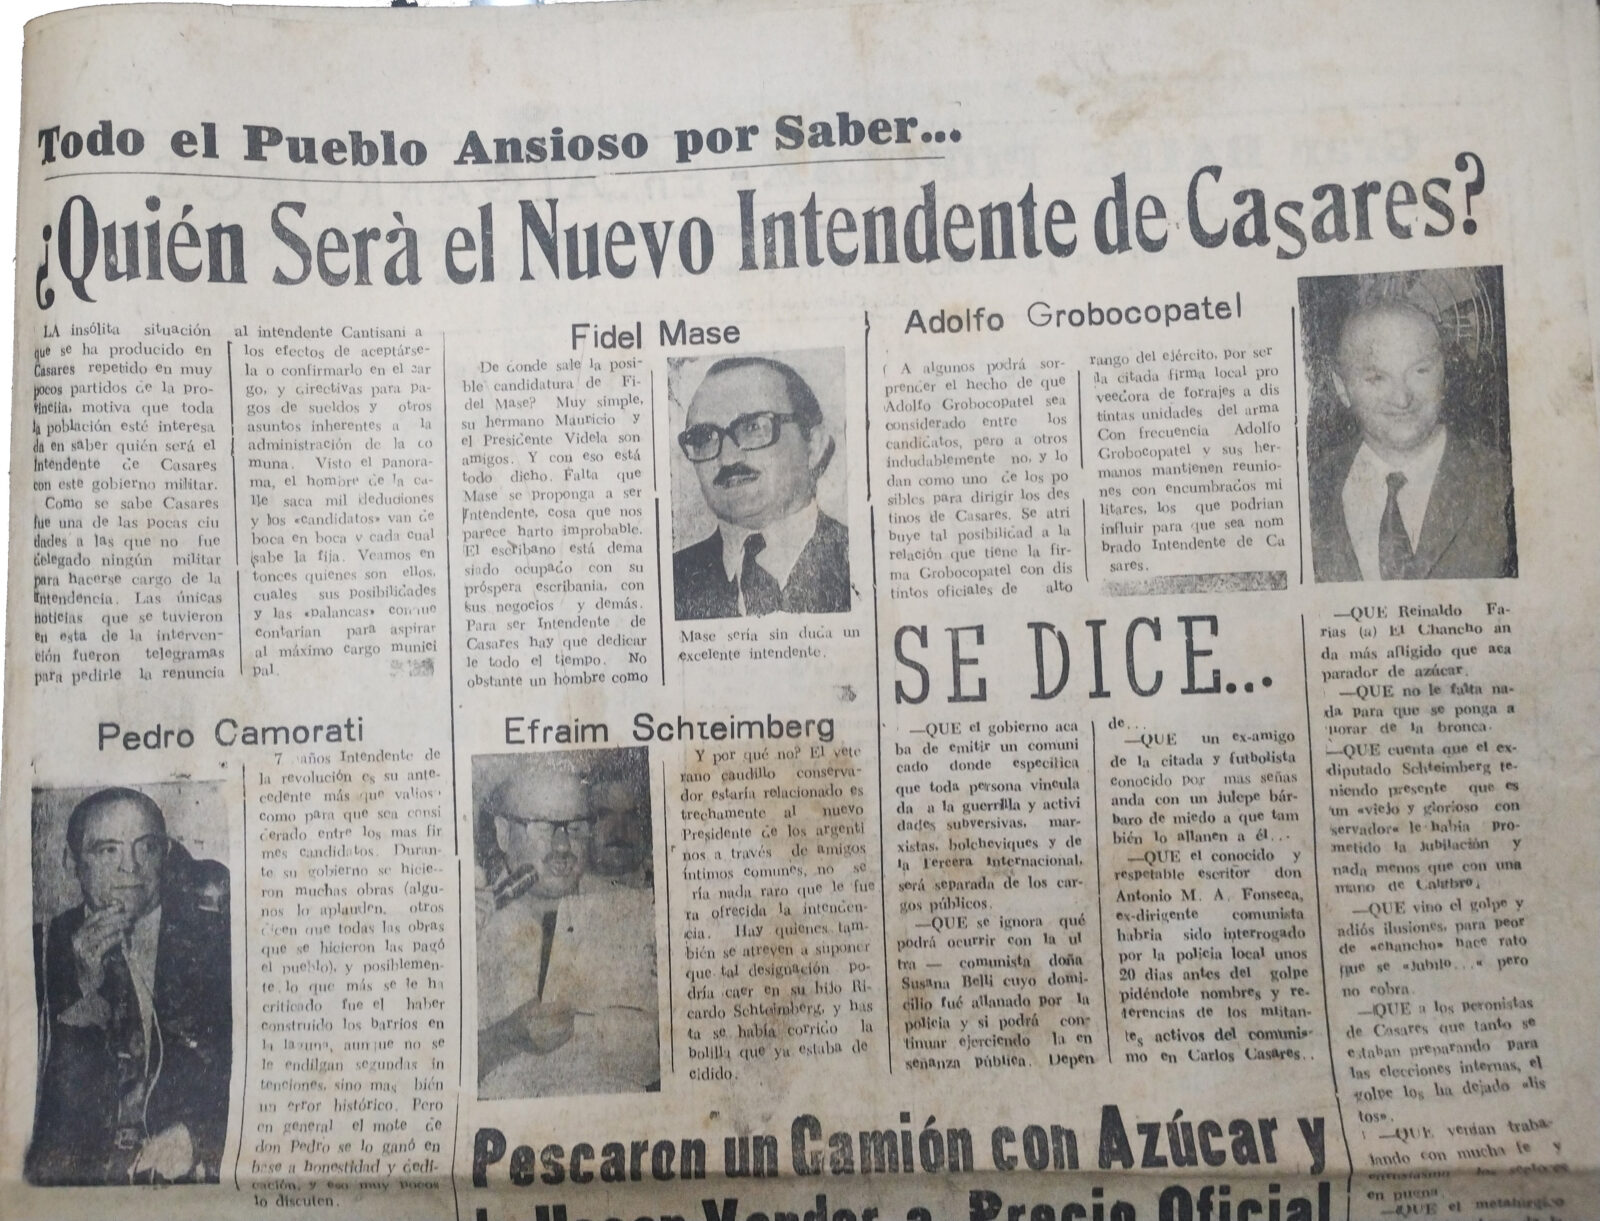 Todo el Pueblo Ansioso por Saber...
¿Quién Serà el Nuevo Intendente de Casares?
LA insólita situación
que se ha producido en
Casares repetido en muy
pocos partidos de la pro-
vincia, motiva que toda
la población esté interesa
da en saber quién será el
Intendente de Casares
con este gobierno militar.
Como se sabe Casares
fue una de las pocas ciu
dades a las que no fue
delegado ningún militar
para hacerse cargo de la
intendencia. Las únicas
noticias que se tuvieron
en esta de la interven-
ción fueron telegramas
para pedirle la renuncia
al intendente Cantisani a
los efectos de aceptárse-
la o confirmarlo en el car
go, y directivas para pa-
gos de sueldos y otros
asuntos inherentes a la
administración de la co
muna. Visto el panora-
ma, el hombre de la ca-
lle saca mil deduciones
y los «candidatos» van de
boca en boca y cada cual
sabe la fija. Veamos en
tonces quienes son ellos,
cuales sus posibilidades
y las «palancas» con que
contarían para aspirar
al máximo cargo munici
pal.
Fidel Mase
De donde sale la posi-
ble candidatura de Fi-
del Mase? Muy simple,
su hermano Mauricio y
el Presidente Videla son
amigos. Y con eso está
todo dicho. Falta que
Mase se proponga a ser
Intendente, cosa que nos
parece harto improbable.
El escribano está dema
siado ocupado con su
próspera escribania, con
sus negocios y demás.
Para ser Intendente de
Casares hay que dedicar
le todo el tiempo. No
obstante un hombre como
Mase sería sin duda un
excelente intendente.
Adolfo Grobocopatel
A algunos podrá sor-
prender el hecho de que
Adolfo Grobocopatel sea
considerado entre los
candidatos, pero a otros
indudablemente no, y lo
dan como uno de los po
sibles para dirigir los des
tinos de Casares. Se atri
buye tal posibilidad a la
relación que tiene la fir-
ma Grobocopatel con dis
tintos oficiales de alto
rango del ejército, por ser
la citada firma local pro
veedora de forrajes a dis
tintas unidades del arma
Con frecuencia Adolfo
Grobocopatel y sus her-
manos mantienen reunio-
nes con encumbrados mi
litares, los que podrian
influir para que sea nom
brado Intendente de Ca
sares.
Pedro Camorati
7 años Intendente de
la revolución es su ante-
cedente más que valios
como para que sea consi
derado entre los mas fir
mes candidatos. Duran-
te su gobierno se hicie-
ron muchas obras (algu-
nos lo aplauden, otros
dicen que todas las obras
que se hicieron las pagó
el pueblo), y posiblemen-
te, lo que más se le ha
criticado fue el haber
construido los barrios en
la laguna, aunque no se
le endilgan segundas in
tenciones, sino mas bién
un error histórico. Pero
en general el mote de
don Pedro se lo ganó en
base a honestidad y dedi-
cación, y eso muy pocos
lo discuten.
Efraim Schteimberg
Y por qué no? El vete
rano caudillo conserva-
dor estaría relacionado es
trechamente al nuevo
Presidente de los argenti
nos a través de amigos
íntimos comunes, no se
ría nada raro que le fue
ra ofrecida la intenden-
cia. Hay quienes tam-
bién se atreven a suponer
que tal designación po-
dría caer en su hijo Ri
cardo Schteimberg, y has
ta se había corrido la
bolilla que ya estaba de
cidido.
SE DICE...
—QUE el gobierno aca
ba de emitir un comuni
cado donde especifica
que toda persona vincula
da a la guerrilla y activi
dades subversivas, mar-
xistas, bolcheviques y de
la Tercera Internacional,
será separada de los car-
gos públicos.
—QUE se ignora qué
podrá ocurrir con la ul
tra — comunista doña
Susana Belli cuyo domi-
cilio fué allanado por la
policia y si podrá con-
tinuar ejerciendo la en
señanza pública. Depen
de...
—QUE un ex-amigo
de la citada y futbolista
conocido por mas señas
anda con un julepe bár-
baro de miedo a que tam
bién lo allanen a él...
—QUE el conocido y
respetable escritor don
Antonio M. A. Fonseca,
ex-dirigente comunista
habria sido interrogado
por la policia local unos
20 dias antes del golpe
pidéndole nombres y re-
ferencias de los militan-
tes activos del comunis-
mo en Carlos Casares..
—QUE Reinaldo Fa-
rias (a) El Chancho an
da más afligido que aca
parador de azúcar.
—QUE no le falta na-
da para que se ponga a
llorar de la bronca.
—QUE cuenta que el ex-
diputado Schteimberg re-
niendo presente que es
un «viejo y glorioso con
servador» le habia pro-
metido la Jubilación y
nada menos que con una
mano de Calabro.
—QUE vino el golpe y
adiós ilusiones, para peor
de «chancho» hace rato
que se «Jubilo...« pero
no cobra.
—QUE a los peronistas
de Casares que tanto se
estaban preparando para
las elecciones internas, el
golpe los ha dejado «lis
tos».
—QUE venían traba-
jando con mucha fe y
en puena.
—QUE el metalúrgico
Pescaron un Camión con Azúcar y
Vender a Precio Oficial